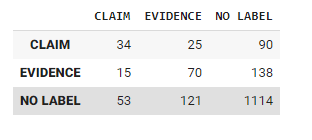 CLAIM EVIDENCE NO LABEL
CLAIM 34 25 90
EVIDENCE 15 70 138
NO LABEL 53 121 1114